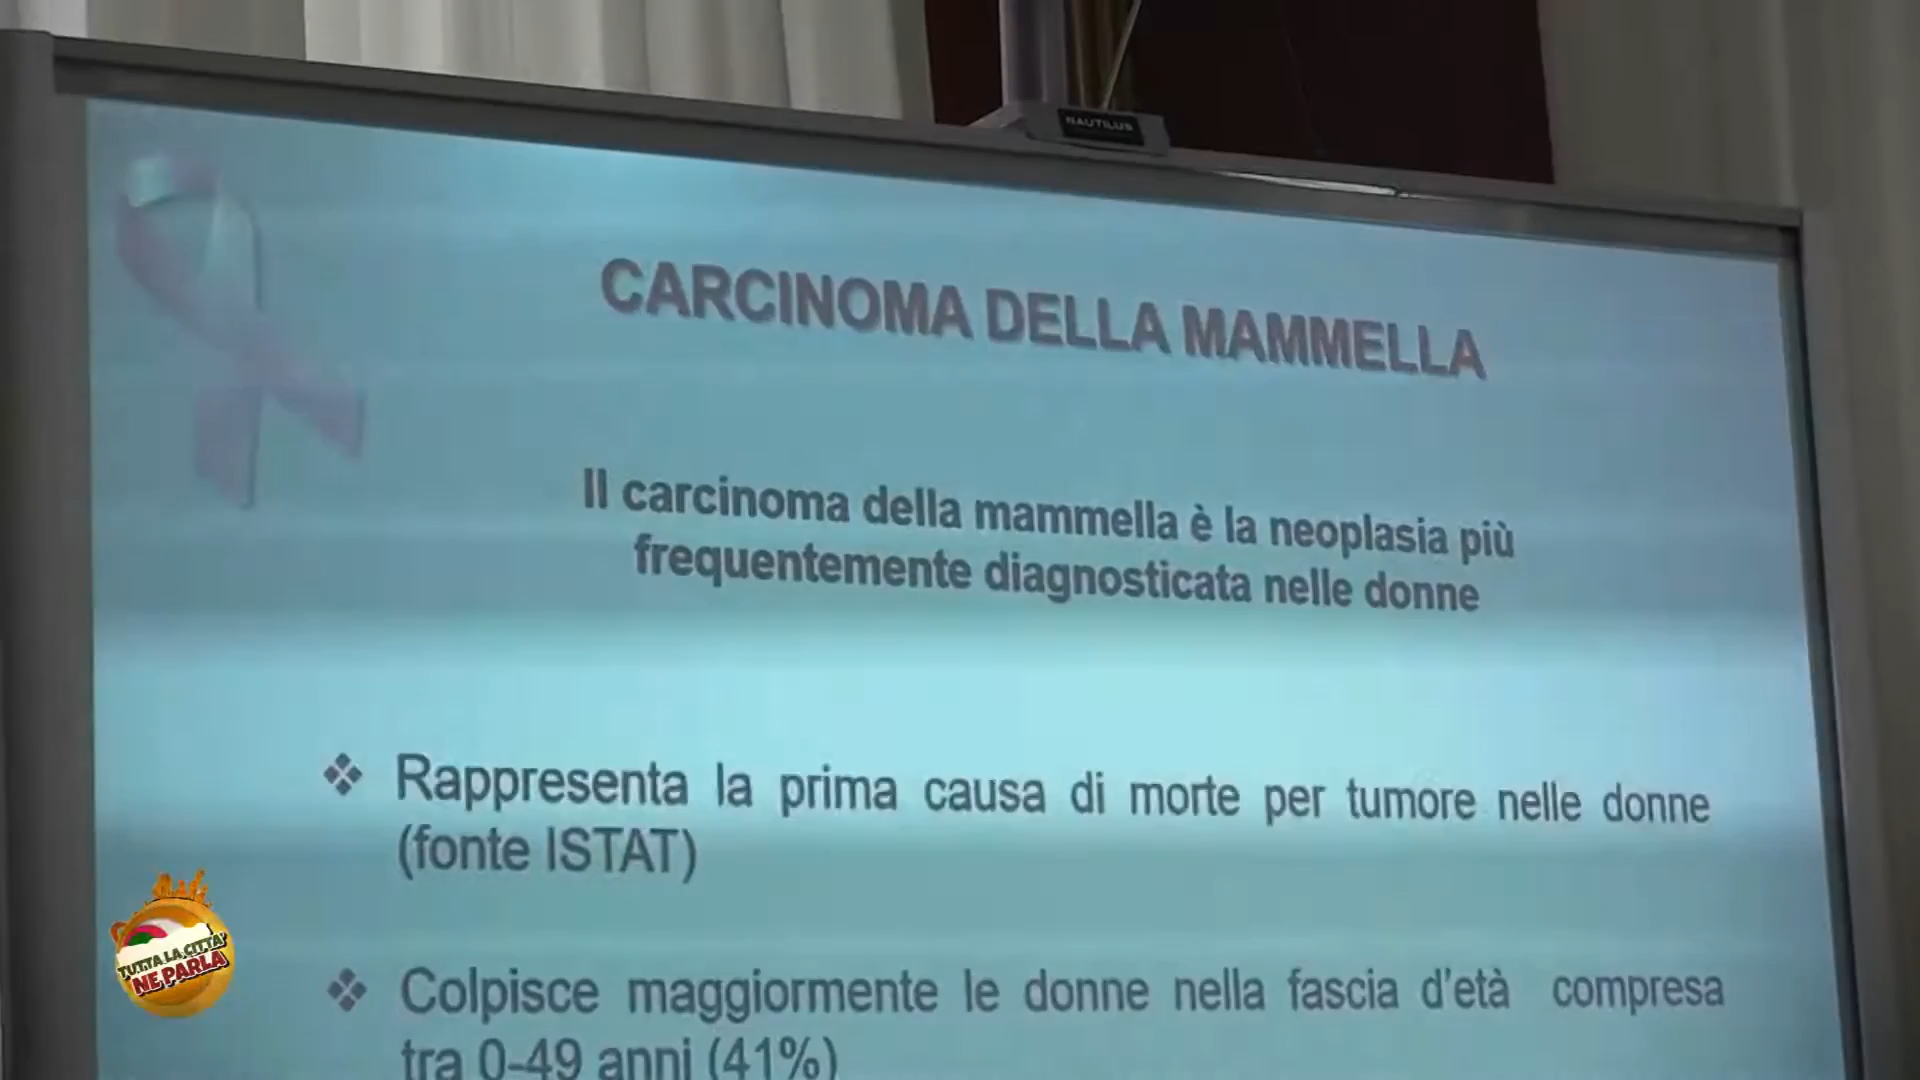 NAUTILUS
CARCINOMA DELLA MAMMELLA
Il carcinoma della mammella è la neoplasia più
frequentemente diagnosticata nelle donne
❖ Rappresenta la prima causa di morte per tumore nelle donne
(fonte ISTAT)
❖ Colpisce maggiormente le donne nella fascia d'età compresa
tra 0-49 anni (41%)
TUTTA LA CITTA'
NE PARLA